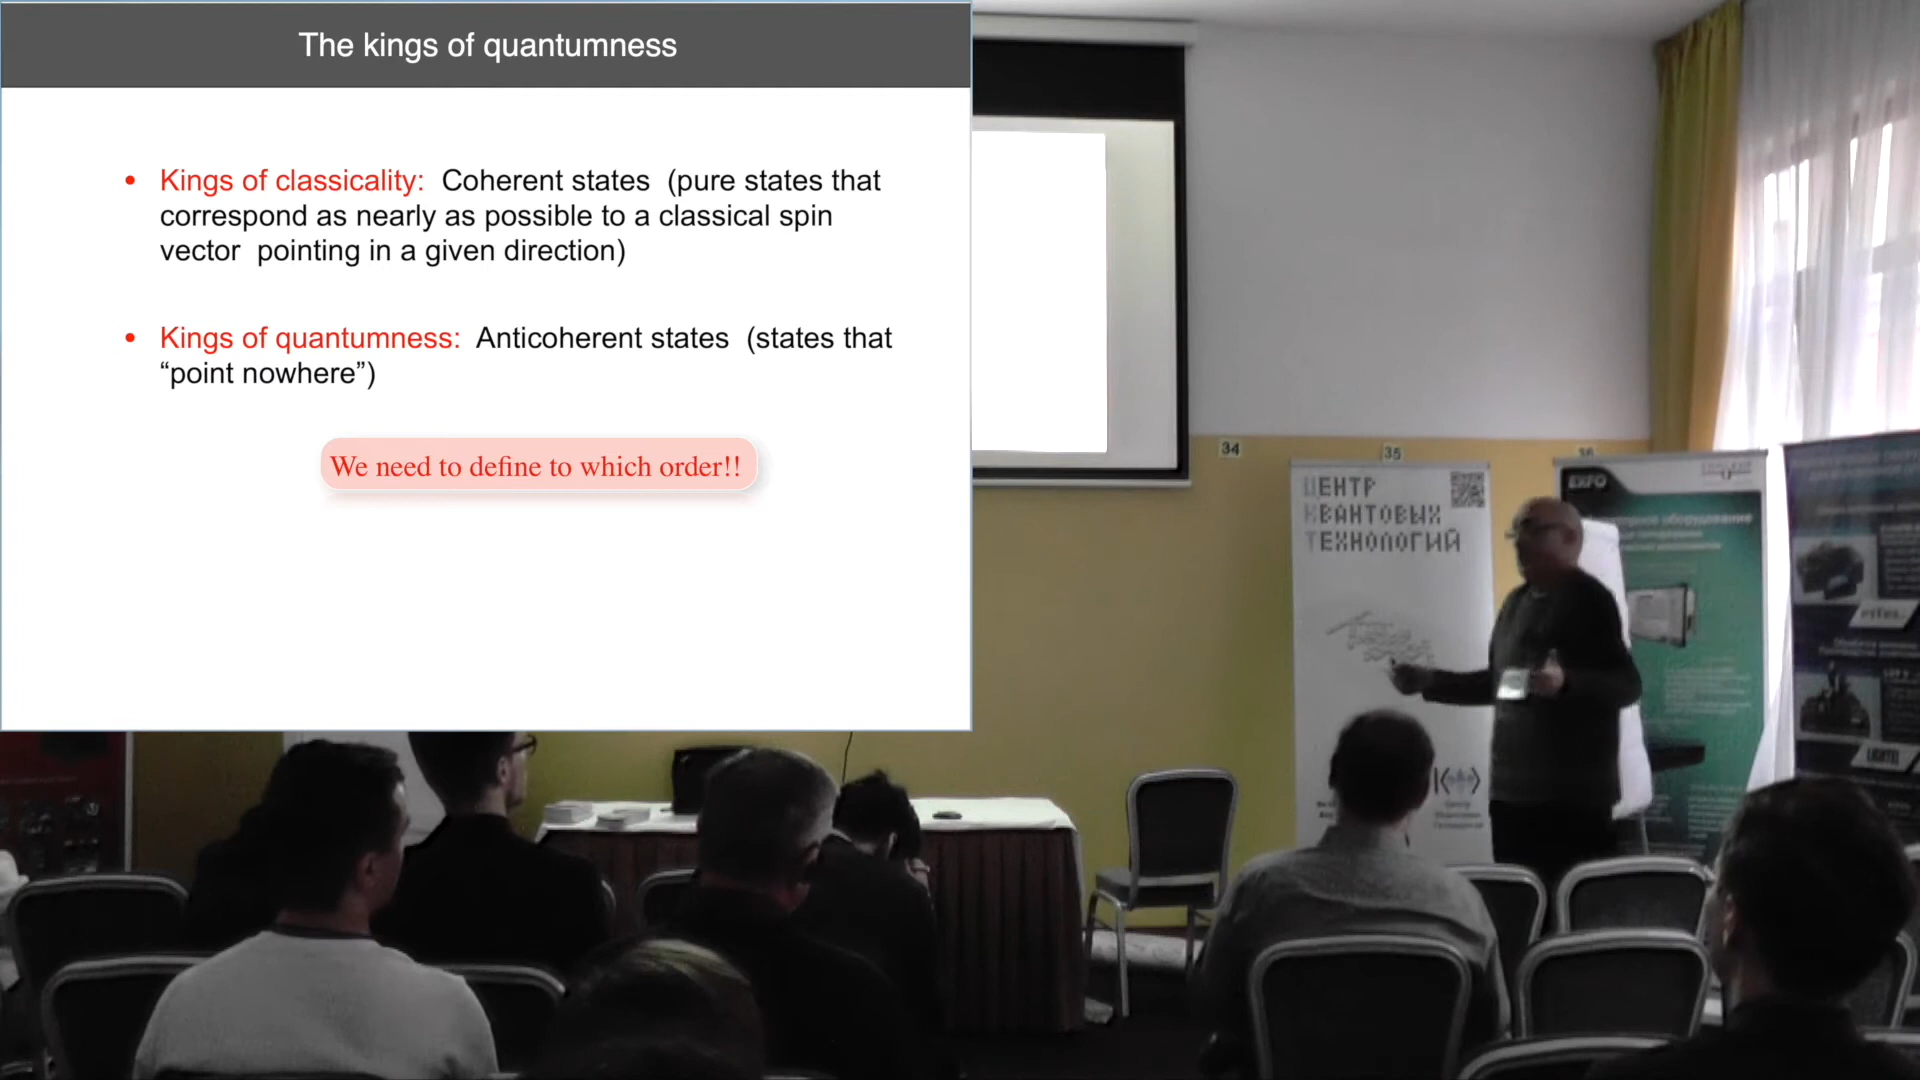 The kings of quantumness
• Kings of classicality: Coherent states (pure states that
correspond as nearly as possible to a classical spin
vector pointing in a given direction)
• Kings of quantumness: Anticoherent states (states that
“point nowhere”)
We need to define to which order!!
34
35
36
ЦЕНТР
КВАНТОВЫХ
ТЕХНОЛОГИЙ
EXFO